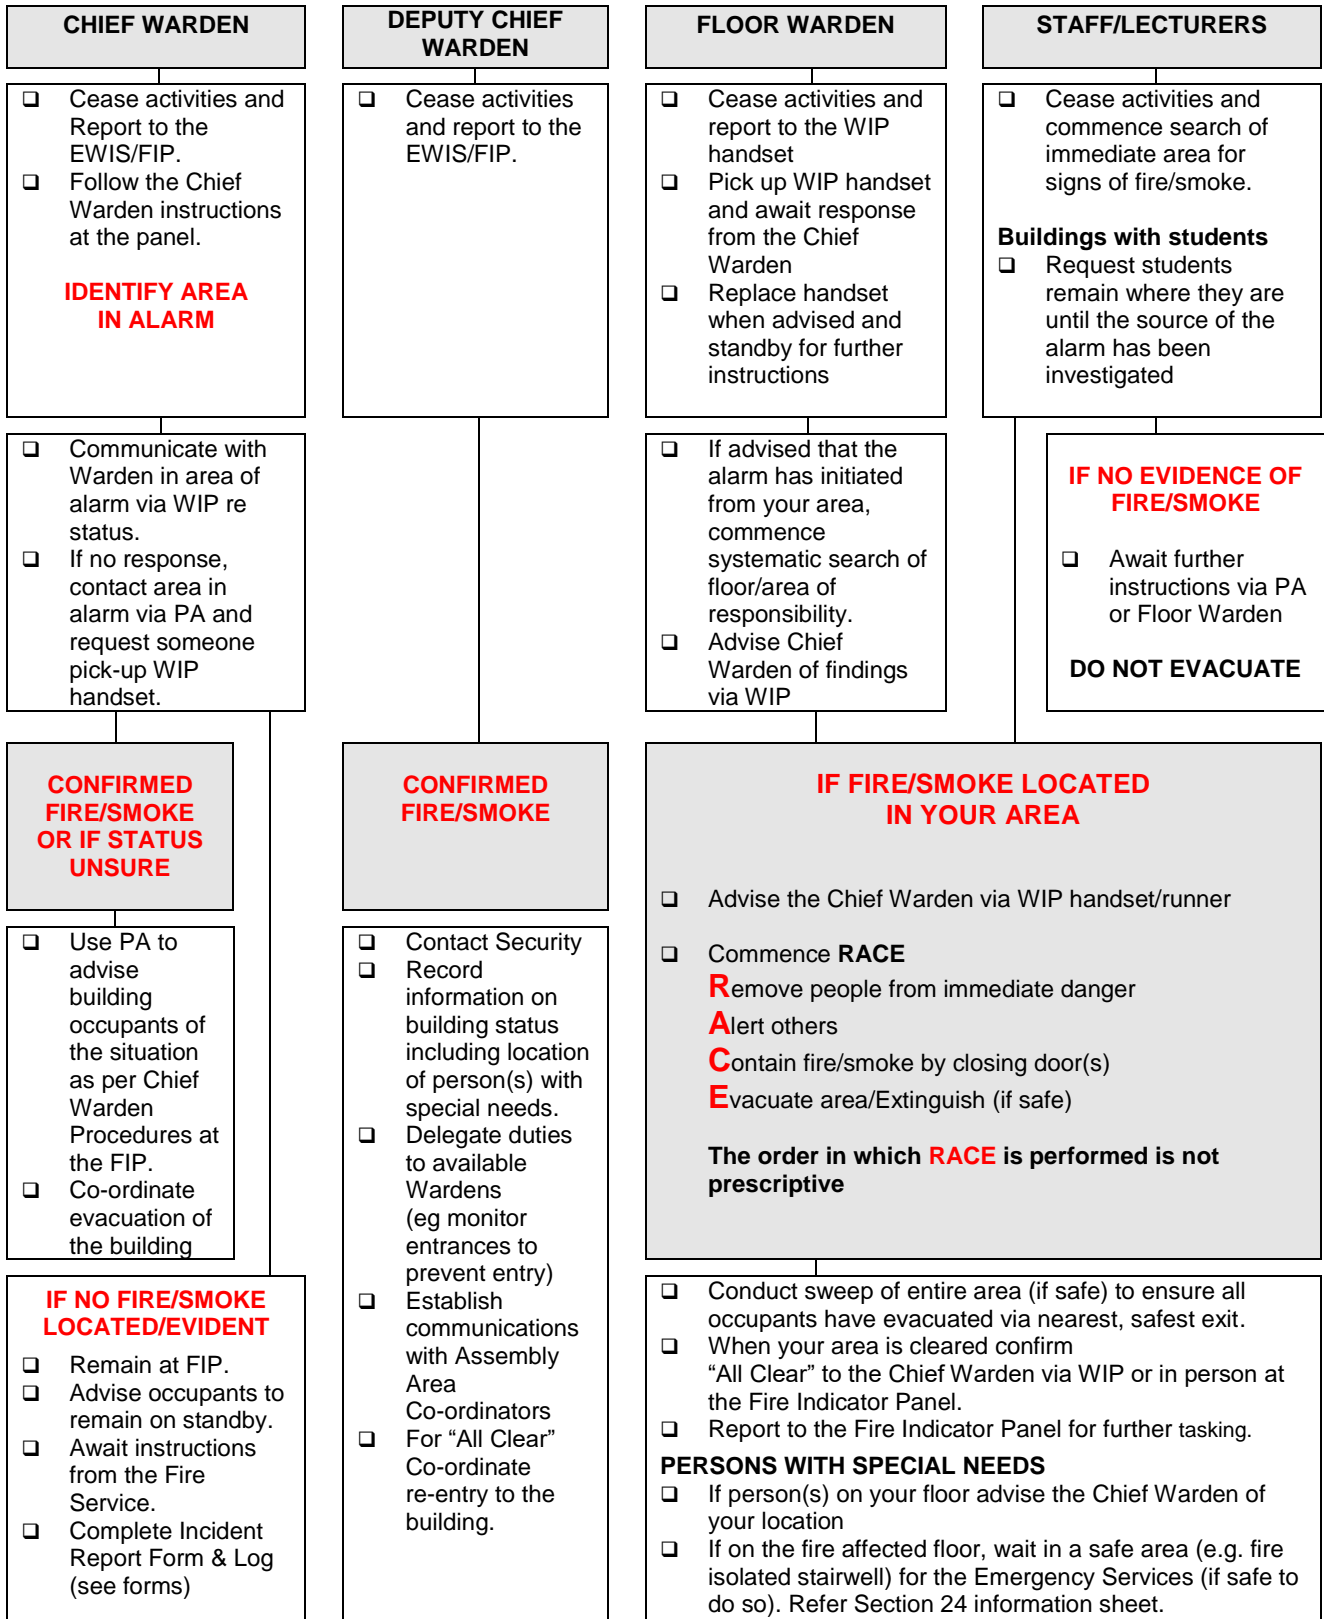 CHIEF WARDEN
❑ Cease activities and
Report to the
EWIS/FIP.
❑ Follow the Chief
Warden instructions
at the panel.
IDENTIFY AREA
IN ALARM
❑ Communicate with
Warden in area of
alarm via WIP re
status.
❑ If no response,
contact area in
alarm via PA and
request someone
pick-up WIP
handset.
CONFIRMED
FIRE/SMOKE
OR IF STATUS
UNSURE
❑ Use PA to
advise
building
occupants of
the situation
as per Chief
Warden
Procedures at
the FIP.
❑ Co-ordinate
evacuation of
the building
IF NO FIRE/SMOKE
LOCATED/EVIDENT
❑ Remain at FIP.
❑ Advise occupants to
remain on standby.
❑ Await instructions
from the Fire
Service.
❑ Complete Incident
Report Form & Log
(see forms)
DEPUTY CHIEF
WARDEN
❑ Cease activities
and report to the
EWIS/FIP.
CONFIRMED
FIRE/SMOKE
❑ Contact Security
❑ Record
information on
building status
including location
of person(s) with
special needs.
❑ Delegate duties
to available
Wardens
(eg monitor
entrances to
prevent entry)
❑ Establish
communications
with Assembly
Area
Co-ordinators
❑ For “All Clear”
Co-ordinate
re-entry to the
building.
FLOOR WARDEN
❑ Cease activities and
report to the WIP
handset
❑ Pick up WIP handset
and await response
from the Chief
Warden
❑ Replace handset
when advised and
standby for further
instructions
❑ If advised that the
alarm has initiated
from your area,
commence
systematic search of
floor/area of
responsibility.
❑ Advise Chief
Warden of findings
via WIP
STAFF/LECTURERS
❑ Cease activities and
commence search of
immediate area for
signs of fire/smoke.
Buildings with students
❑ Request students
remain where they are
until the source of the
alarm has been
investigated
IF NO EVIDENCE OF
FIRE/SMOKE
❑ Await further
instructions via PA
or Floor Warden
DO NOT EVACUATE
IF FIRE/SMOKE LOCATED
IN YOUR AREA
❑ Advise the Chief Warden via WIP handset/runner
❑ Commence RACE
Remove people from immediate danger
Alert others
Contain fire/smoke by closing door(s)
Evacuate area/Extinguish (if safe)
The order in which RACE is performed is not
prescriptive
❑ Conduct sweep of entire area (if safe) to ensure all
occupants have evacuated via nearest, safest exit.
❑ When your area is cleared confirm
“All Clear” to the Chief Warden via WIP or in person at
the Fire Indicator Panel.
❑ Report to the Fire Indicator Panel for further tasking.
PERSONS WITH SPECIAL NEEDS
❑ If person(s) on your floor advise the Chief Warden of
your location
❑ If on the fire affected floor, wait in a safe area (e.g. fire
isolated stairwell) for the Emergency Services (if safe to
do so). Refer Section 24 information sheet.